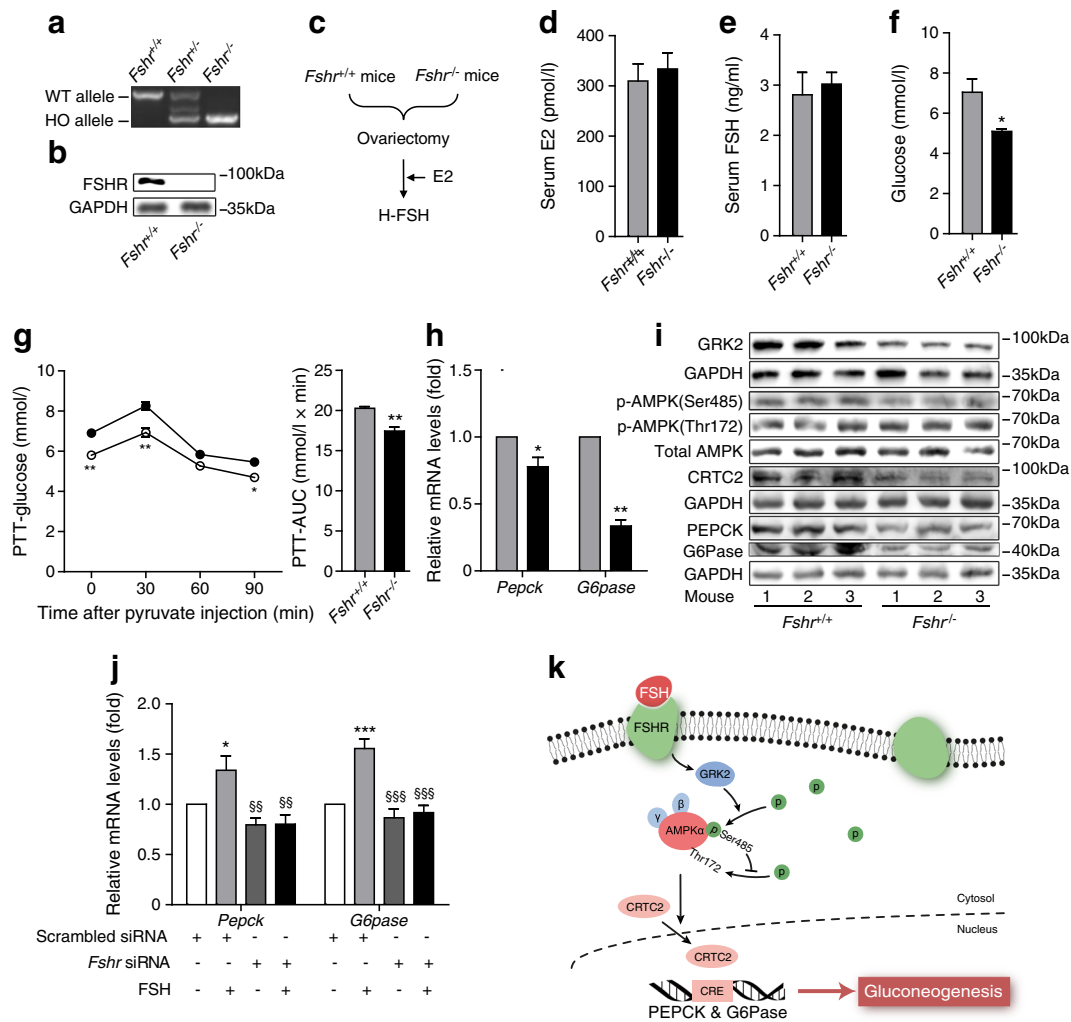 a
Fshr+/+ Fshr+/- Fshr-/-
WT allele
HO allele
b
FSHR
-100kDa
GAPDH
-35kDa
Fshr+/+ Fshr-/-
c
Fshr+/+ mice Fshr-/- mice
Ovariectomy
E2
H-FSH
d
Serum E2 (pmol/l)
400
300
200
100
0
Fshr+/+ Fshr-/-
e
Serum FSH (ng/ml)
4
3
2
1
0
Fshr+/+ Fshr-/-
f
Glucose (mmol/l)
10
8
6
4
2
0
*
Fshr+/+ Fshr-/-
g
PTT-glucose (mmol/
10
8
6
4
2
0
** ** *
0 30 60 90
Time after pyruvate injection (min)
PTT-AUC (mmol/l × min)
25
20
15
10
5
0
**
Fshr+/+ Fshr-/-
h
Relative mRNA levels (fold)
1.0
0.5
0
* **
Pepck G6pase
i
GRK2 -100kDa
GAPDH -35kDa
p-AMPK(Ser485) -70kDa
p-AMPK(Thr172) -70kDa
Total AMPK -70kDa
CRTC2 -100kDa
GAPDH -35kDa
PEPCK -70kDa
G6Pase -40kDa
GAPDH -35kDa
Mouse 1 2 3 1 2 3
Fshr+/+ Fshr-/-
j
Relative mRNA levels (fold)
2.0
1.5
1.0
0.5
0
* §§ §§ *** §§§ §§§
Pepck G6pase
Scrambled siRNA + + - - + + - -
Fshr siRNA - - + + - - + +
FSH - + - + - + - +
k
FSH
FSHR
GRK2
β
γ
AMPKα
p
Ser485
Thr172
p
p
p
p
CRTC2
Cytosol
Nucleus
CRTC2
CRE
PEPCK & G6Pase
Gluconeogenesis